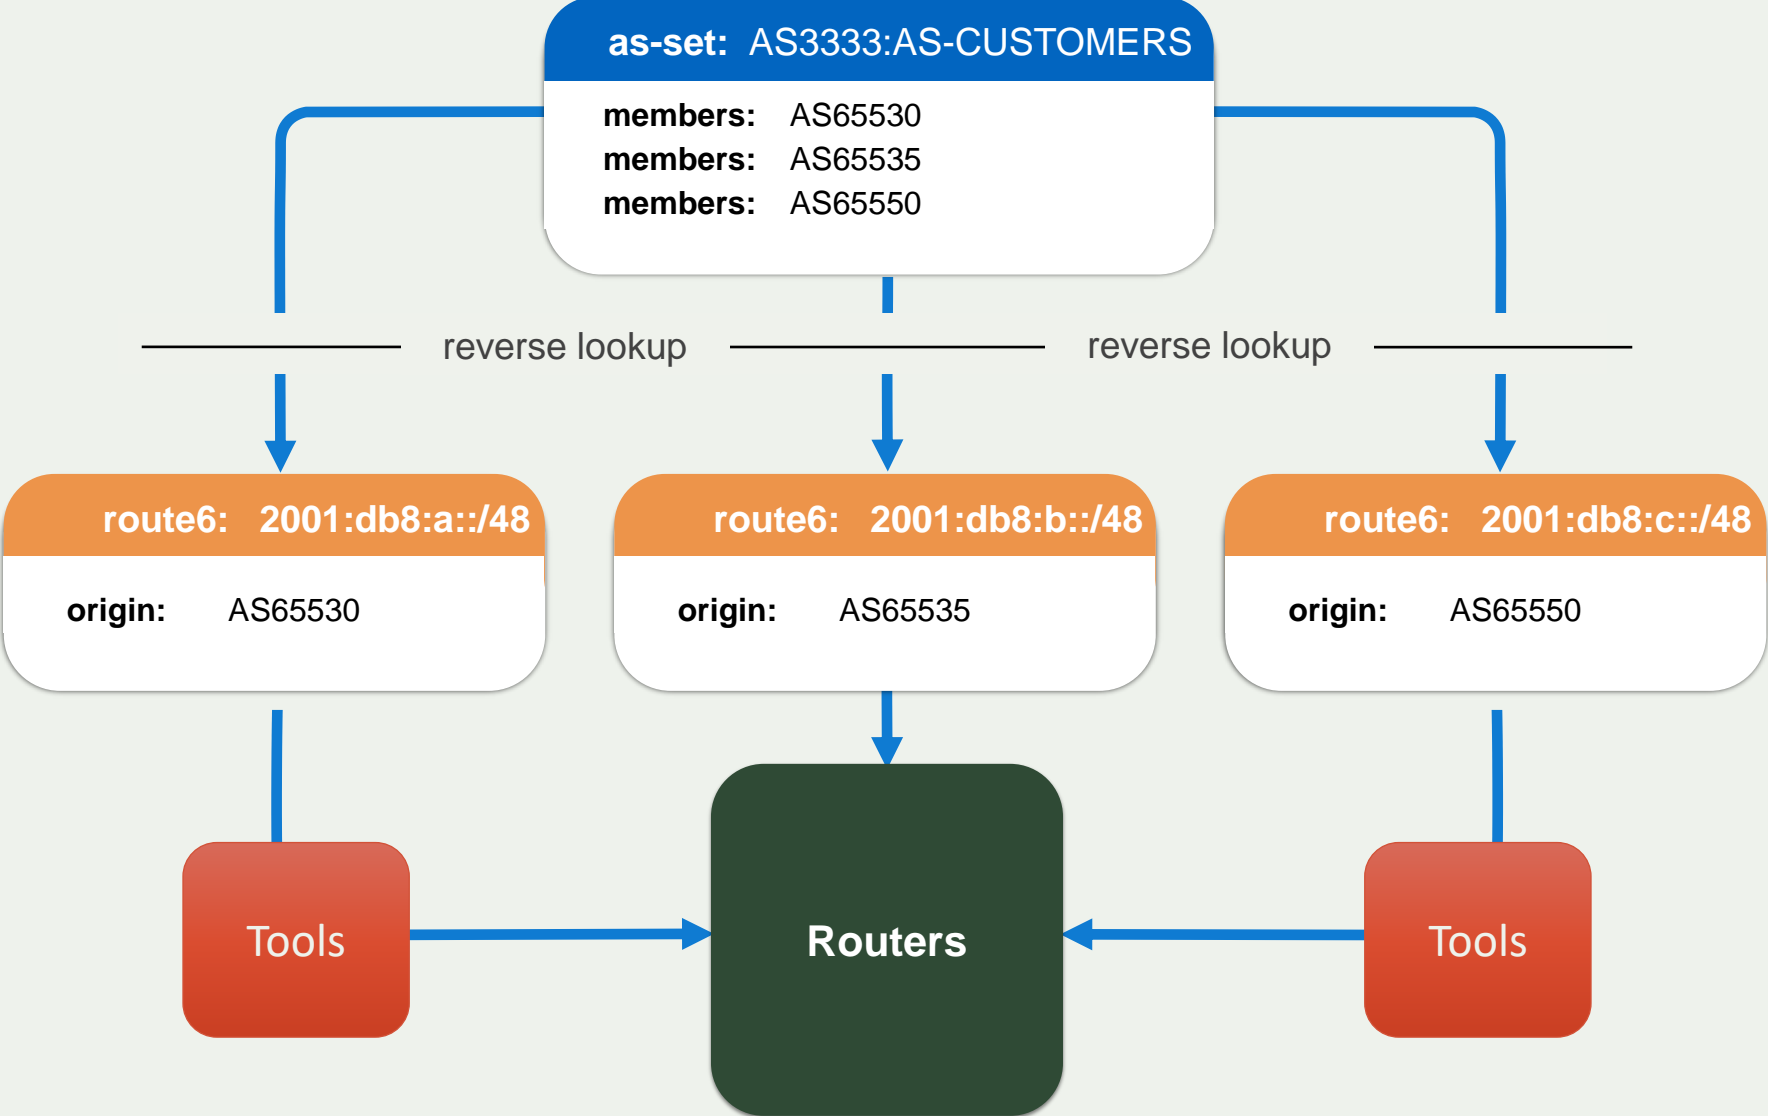 as-set: AS3333:AS-CUSTOMERS
members: AS65530
members: AS65535
members: AS65550
reverse lookup
reverse lookup
route6: 2001:db8:a::/48
origin: AS65530
route6: 2001:db8:b::/48
origin: AS65535
route6: 2001:db8:c::/48
origin: AS65550
Tools
Routers
Tools